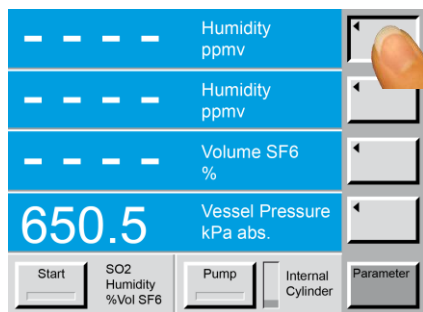 – – – –
Humidity
ppmv
– – – –
Humidity
ppmv
– – – –
Volume SF6
%
650.5
Vessel Pressure
kPa abs.
Start
SO2
Humidity
%Vol SF6
Pump
Internal
Cylinder
Parameter